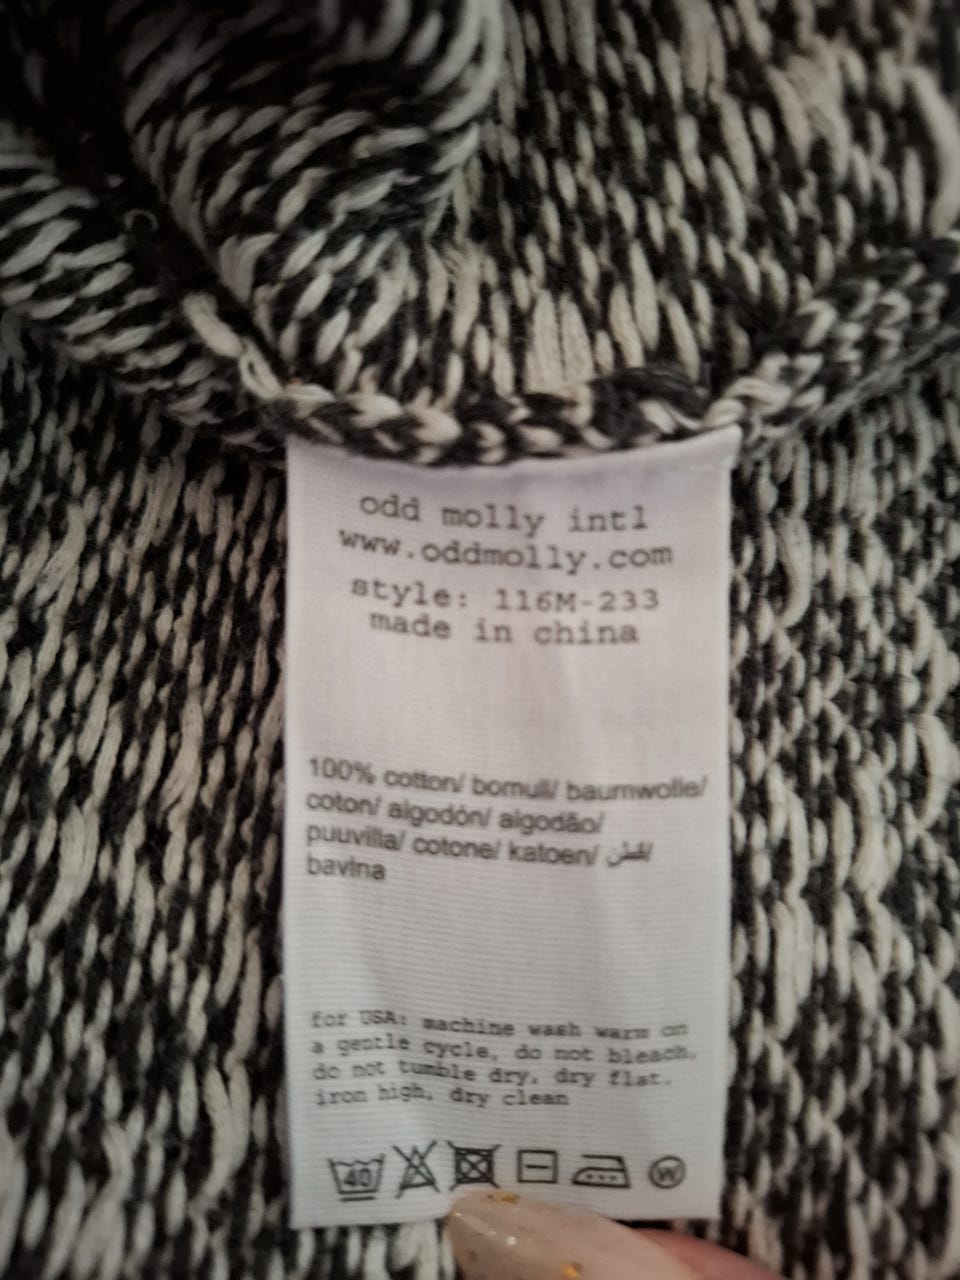 odd molly intl
www.oddmolly.com
style: 116M-233
made in china
100% cotton/ bomull/ baumwolle/
coton/ algodón/ algodão/
puuvilla/ cotone/ katoen/ قطن/
bavlna
for USA: machine wash warm on
a gentle cycle, do not bleach,
do not tumble dry, dry flat,
iron high, dry clean
40 W